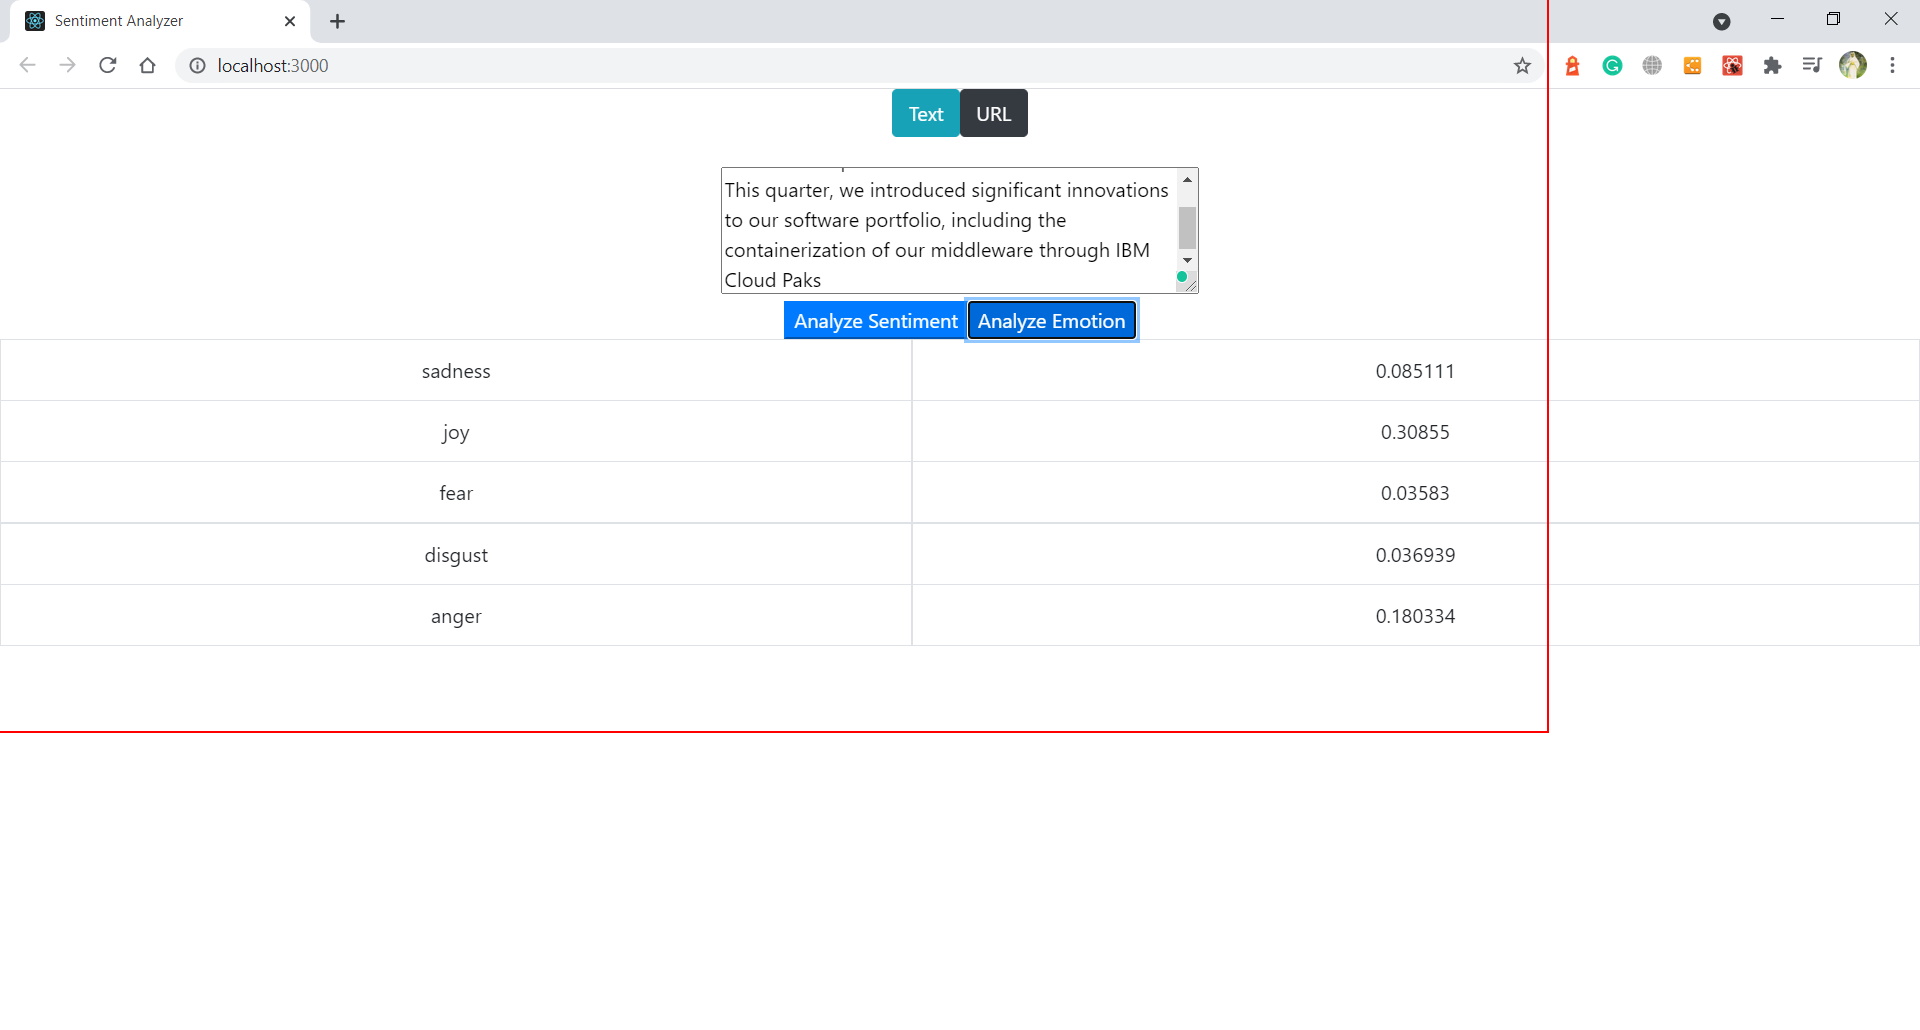 Sentiment Analyzer
localhost:3000
Text URL
This quarter, we introduced significant innovations
to our software portfolio, including the
containerization of our middleware through IBM
Cloud Paks
Analyze Sentiment Analyze Emotion
sadness 0.085111
joy 0.30855
fear 0.03583
disgust 0.036939
anger 0.180334